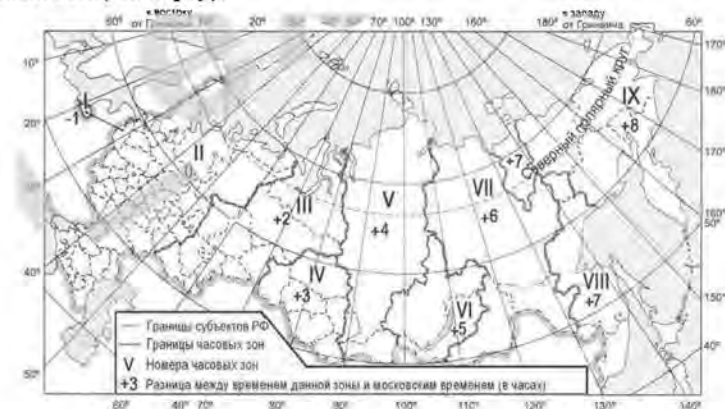 к востоку
от Гринвича
к западу
от Гринвича
60° 20° 70° 100° 130° 160° 180° 60°
170°
160°
170°
50°
150°
40°
10°
20°
30°
40°
50°
Северный полярный круг
I
-1
II
0
III
+2
IV
+3
V
+4
VI
+5
VII
+6
+7
VIII
+7
IX
+8
Границы субъектов РФ
Границы часовых зон
V Номера часовых зон
+3 Разница между временем данной зоны и московским временем (в часах)
60° 40° 70° 80° 90° 100° 110° 120° 130° 140°